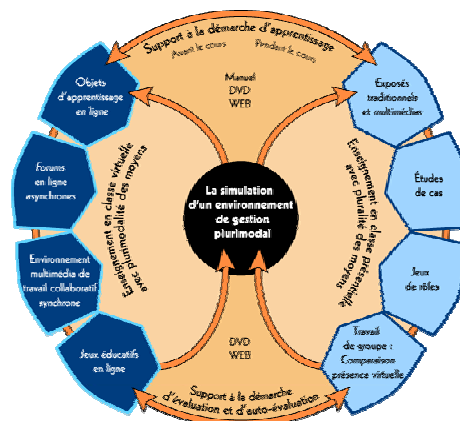 Support à la démarche d'apprentissage
Avant le cours
Pendant le cours
Manuel
DVD
WEB
Objets
d'apprentissage
en ligne
Forums
en ligne
asynchrones
Environnement
multimédia de
travail collaboratif
synchrone
Jeux éducatifs
en ligne
Enseignement en classe virtuelle
avec plurimodalité des moyens
La simulation
d'un environnement
de gestion
plurimodal
Enseignement en classe présentielle
avec pluralité des moyens
Exposés
traditionnels
et multimédias
Études
de cas
Jeux
de rôles
Travail
de groupe :
Comparaison
présence virtuelle
DVD
WEB
Support à la démarche
d'évaluation et d'auto-évaluation